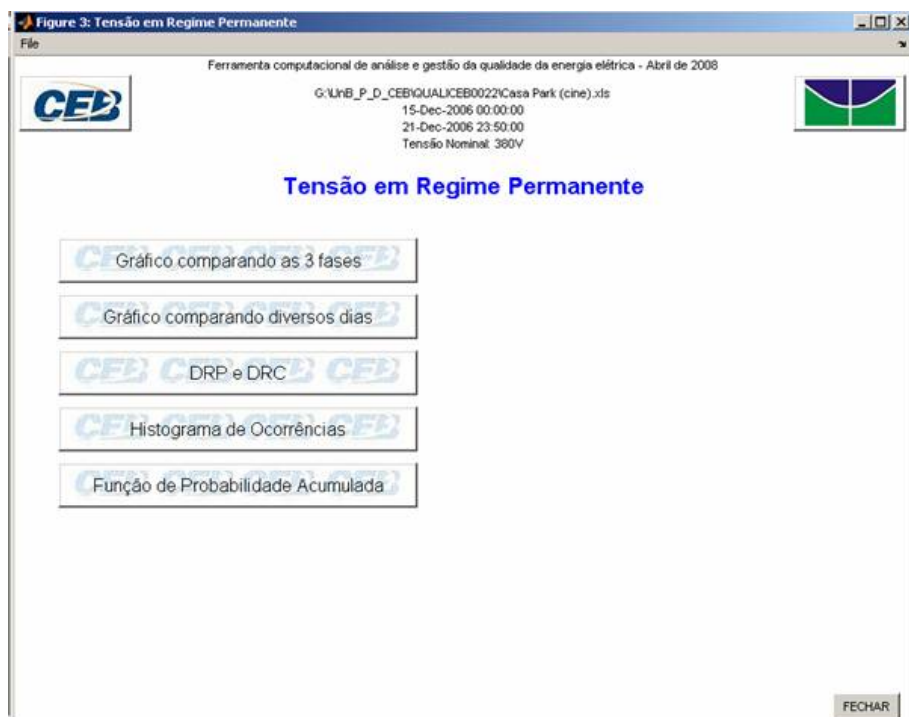 Figure 3: Tensão em Regime Permanente
File
Ferramenta computacional de análise e gestão da qualidade da energia elétrica - Abril de 2008
CEB
G:\UnB_P_D_CEB\QUALICEB0022\Casa Park (cine).xls
15-Dec-2006 00:00:00
21-Dec-2006 23:50:00
Tensão Nominal: 380V
Tensão em Regime Permanente
Gráfico comparando as 3 fases
Gráfico comparando diversos dias
DRP e DRC
Histograma de Ocorrências
Função de Probabilidade Acumulada
FECHAR